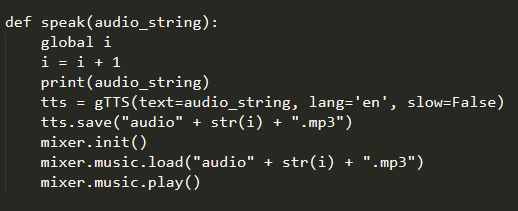 def speak(audio_string):
    global i
    i = i + 1
    print(audio_string)
    tts = gTTS(text=audio_string, lang='en', slow=False)
    tts.save("audio" + str(i) + ".mp3")
    mixer.init()
    mixer.music.load("audio" + str(i) + ".mp3")
    mixer.music.play()